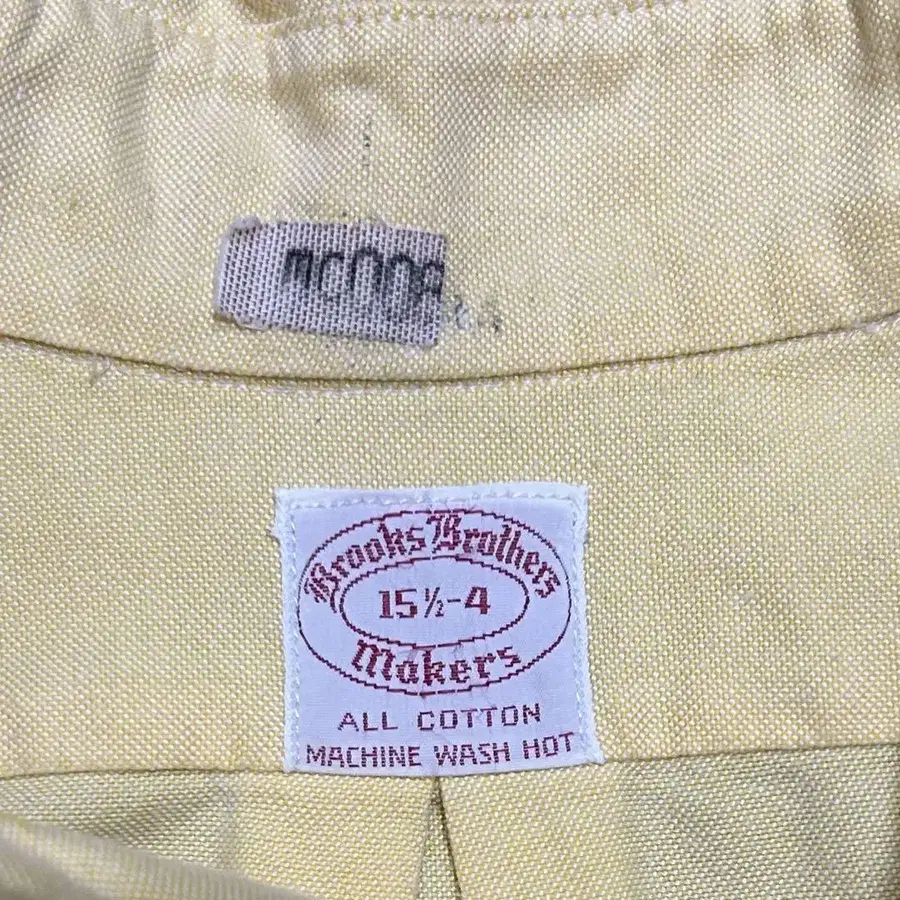 Brooks Brothers
15½-4
Makers
ALL COTTON
MACHINE WASH HOT